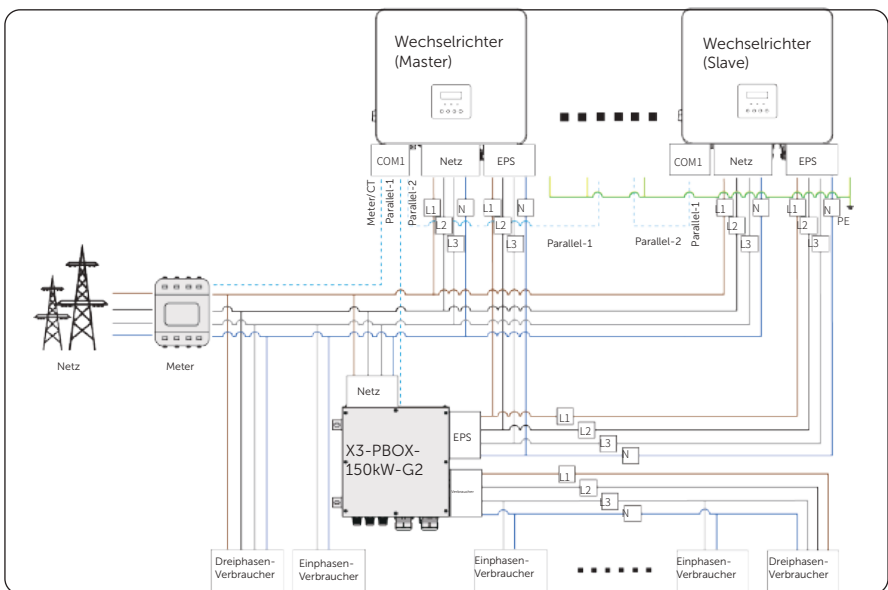 Wechselrichter
(Master)
Wechselrichter
(Slave)
COM1
Netz
EPS
COM1
Netz
EPS
Meter/CT
Parallel-1
Parallel-2
L1
L2
L3
N
L1
L2
L3
N
Parallel-1
Parallel-2
Parallel-1
L1
L2
L3
N
L1
L2
L3
N
PE
Netz
Meter
Netz
X3-PBOX-
150kW-G2
EPS
Verbraucher
L1
L2
L3
N
L1
L2
L3
N
Dreiphasen-
Verbraucher
Einphasen-
Verbraucher
Einphasen-
Verbraucher
Einphasen-
Verbraucher
Dreiphasen-
Verbraucher